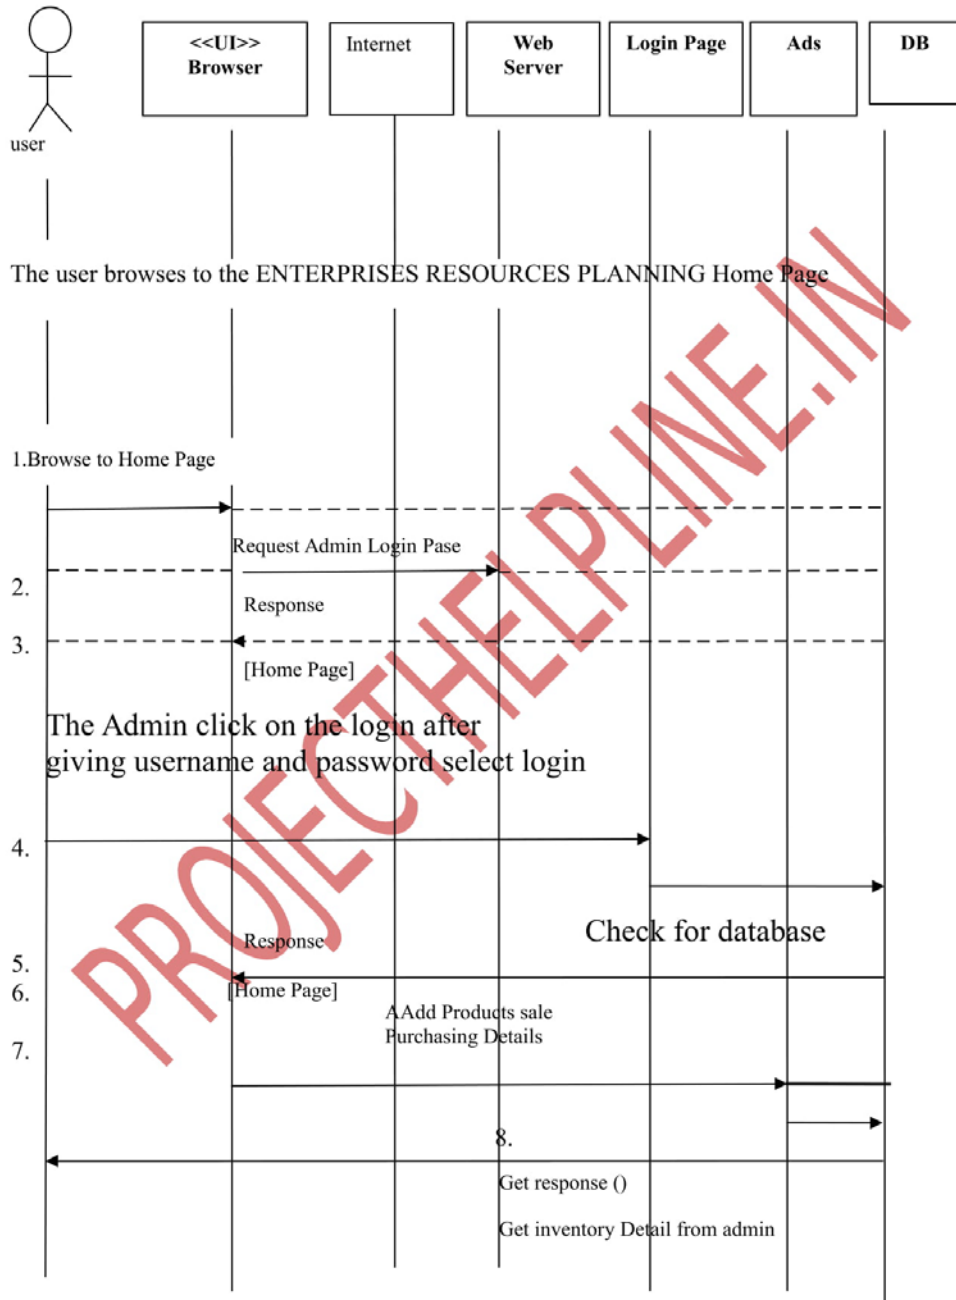 <<UI>>
Browser
Internet
Web
Server
Login Page
Ads
DB
user
The user browses to the ENTERPRISES RESOURCES PLANNING Home Page
1.Browse to Home Page
Request Admin Login Pase
2.
Response
3.
[Home Page]
The Admin click on the login after
giving username and password select login
4.
Check for database
Response
5.
6.
[Home Page]
AAdd Products sale
Purchasing Details
7.
8.
Get response ()
Get inventory Detail from admin
PROJECTHELPLINE.IN